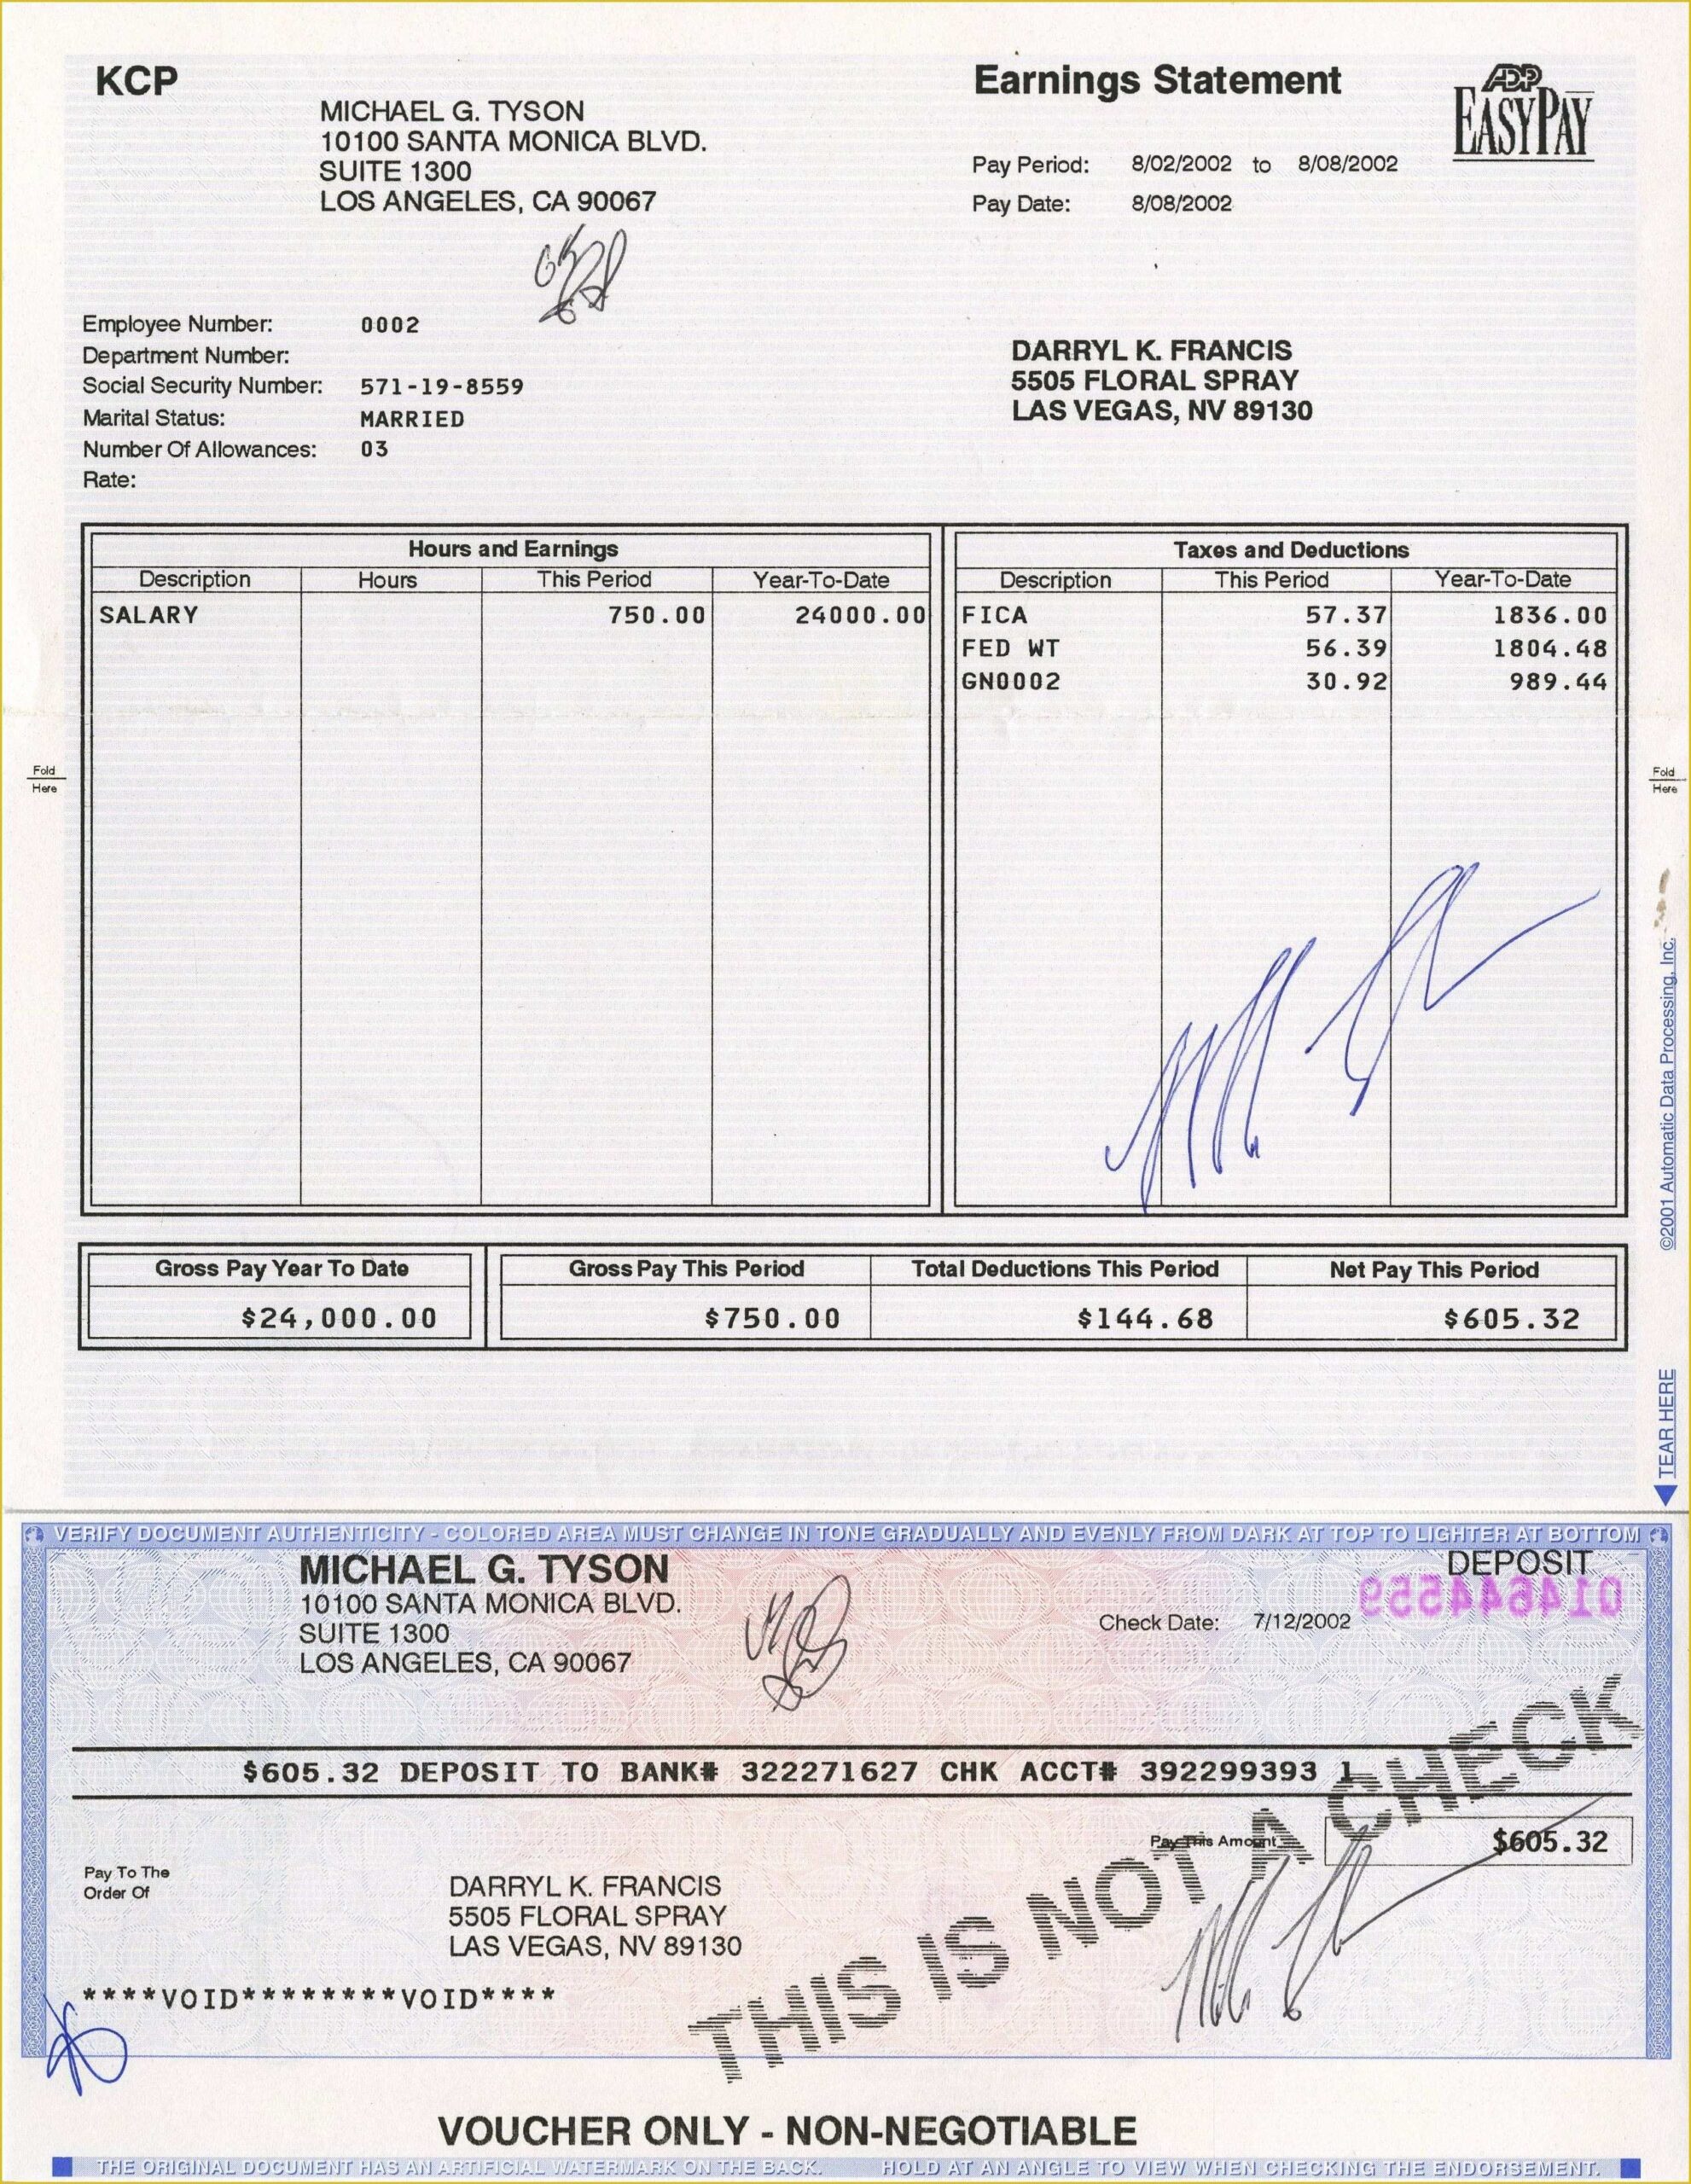 KCP
MICHAEL G. TYSON
10100 SANTA MONICA BLVD.
SUITE 1300
LOS ANGELES, CA 90067
Earnings Statement
ADP
EASYPAY
Pay Period: 8/02/2002 to 8/08/2002
Pay Date: 8/08/2002
Employee Number: 0002
Department Number:
Social Security Number: 571-19-8559
Marital Status: MARRIED
Number Of Allowances: 03
Rate:
DARRYL K. FRANCIS
5505 FLORAL SPRAY
LAS VEGAS, NV 89130
Hours and Earnings
Description Hours This Period Year-To-Date
SALARY 750.00 24000.00
Taxes and Deductions
Description This Period Year-To-Date
FICA 57.37 1836.00
FED WT 56.39 1804.48
GN0002 30.92 989.44
Fold
Here
Fold
Here
©2001 Automatic Data Processing, Inc.
Gross Pay Year To Date Gross Pay This Period Total Deductions This Period Net Pay This Period
$24,000.00 $750.00 $144.68 $605.32
TEAR HERE
VERIFY DOCUMENT AUTHENTICITY - COLORED AREA MUST CHANGE IN TONE GRADUALLY AND EVENLY FROM DARK AT TOP TO LIGHTER AT BOTTOM
MICHAEL G. TYSON
10100 SANTA MONICA BLVD.
SUITE 1300
LOS ANGELES, CA 90067
DEPOSIT
01464559
Check Date: 7/12/2002
$605.32 DEPOSIT TO BANK# 322271627 CHK ACCT# 392299393 1
Pay This Amount $605.32
Pay To The
Order Of
DARRYL K. FRANCIS
5505 FLORAL SPRAY
LAS VEGAS, NV 89130
****VOID********VOID****
THIS IS NOT A CHECK
VOUCHER ONLY - NON-NEGOTIABLE
THE ORIGINAL DOCUMENT HAS AN ARTIFICIAL WATERMARK ON THE BACK. HOLD AT AN ANGLE TO VIEW WHEN CHECKING THE ENDORSEMENT.